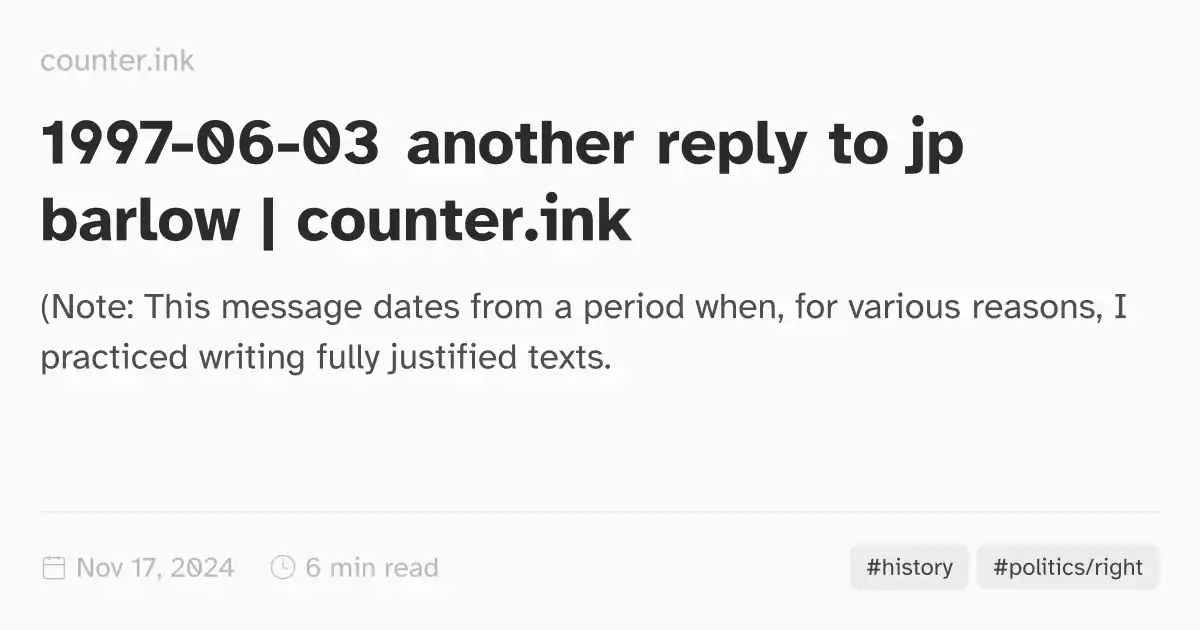 counter.ink
1997-06-03 another reply to jp
barlow | counter.ink
(Note: This message dates from a period when, for various reasons, I
practiced writing fully justified texts.
Nov 17, 2024 6 min read #history #politics/right